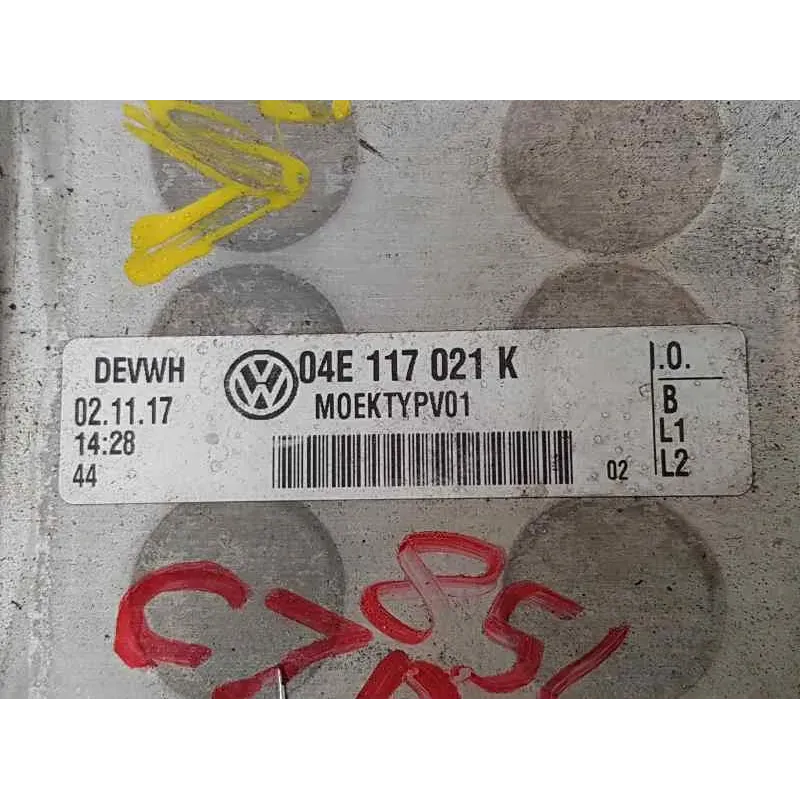 DEVWH
02.11.17
14:28
44
04E 117 021 K
MOEKTYPV01
02
I.O.
B
L1
L2